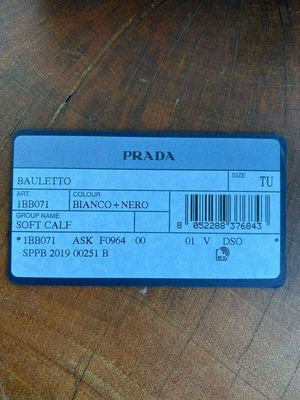 PRADA
BAULETTO
SIZE
TU
ART.
1BB071
COLOUR
BIANCO+NERO
GROUP NAME
SOFT CALF
8 052288 376843
*1BB071 ASK F0964 00 01 V DSO *
SPPB 2019 00251 B